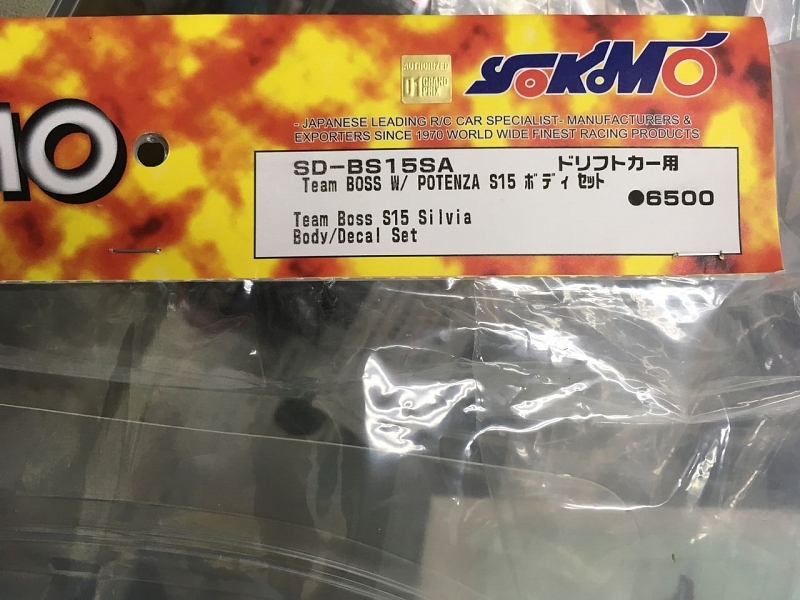 AUTHORIZED
D1 GRAND
PRIX
YOKOMO
MO
- JAPANESE LEADING R/C CAR SPECIALIST- MANUFACTURERS &
EXPORTERS SINCE 1970 WORLD WIDE FINEST RACING PRODUCTS
SD-BS15SA ドリフトカー用
Team BOSS W/ POTENZA S15 ボディセット
●6500
Team Boss S15 Silvia
Body/Decal Set